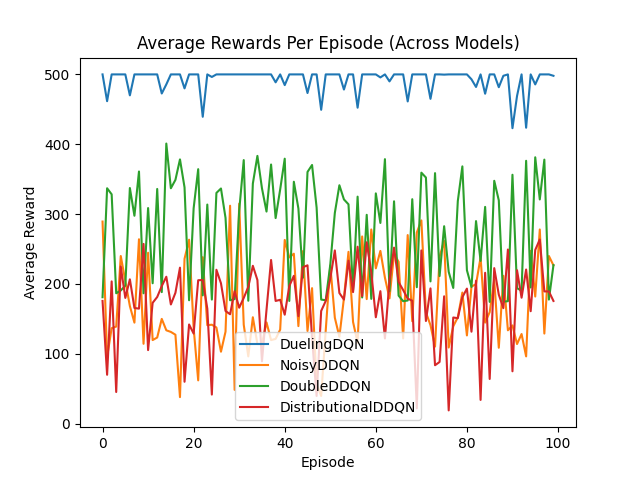 Average Rewards Per Episode (Across Models)
500
400
300
200
100
0
Average Reward
DuelingDQN
NoisyDDQN
DoubleDDQN
DistributionalDDQN
0 20 40 60 80 100
Episode